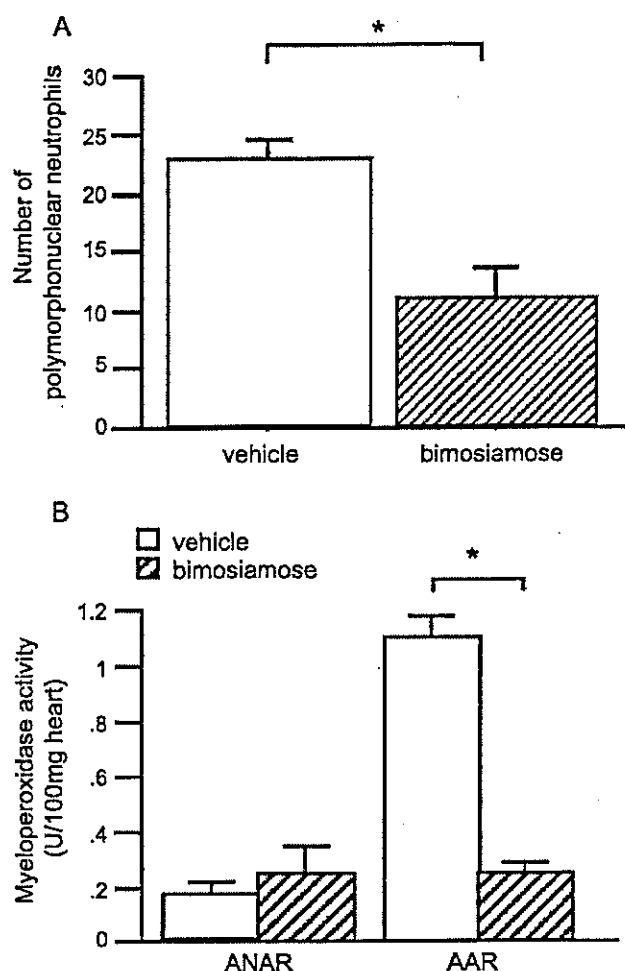 A
*
Number of
polymorphonuclear neutrophils
30
25
20
15
10
5
0
vehicle
bimosiamose
B
vehicle
bimosiamose
*
Myeloperoxidase activity
(U/100mg heart)
1.2
1
.8
.6
.4
.2
0
ANAR
AAR